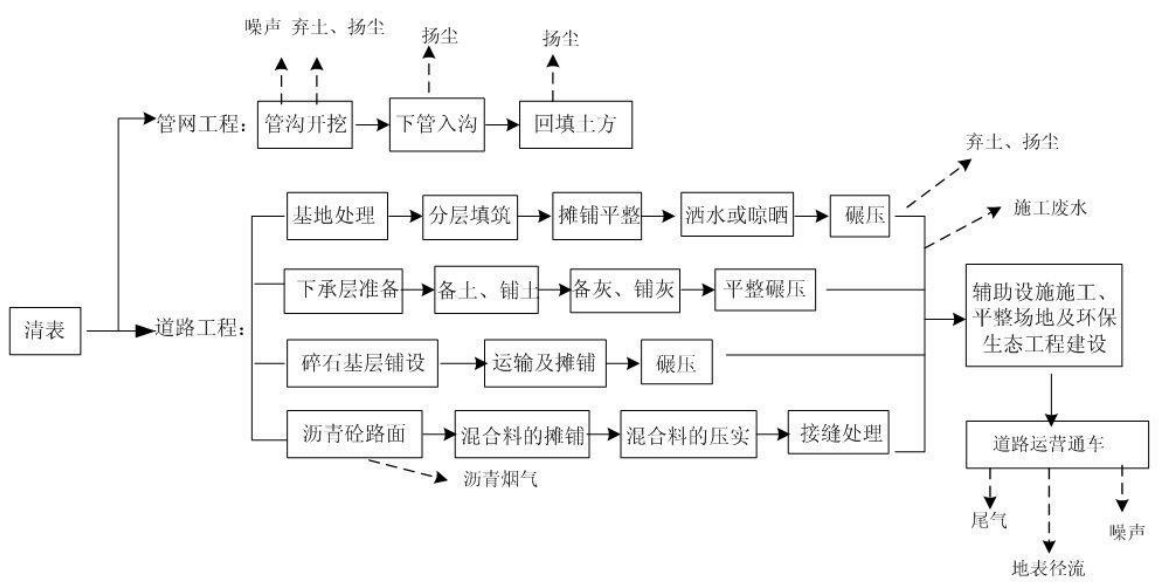 噪声 弃土、扬尘
扬尘
扬尘
管网工程：
管沟开挖
下管入沟
回填土方
弃土、扬尘
基地处理
分层填筑
摊铺平整
洒水或晾晒
碾压
施工废水
下承层准备
备土、铺土
备灰、铺灰
平整碾压
辅助设施施工、
平整场地及环保
生态工程建设
清表
道路工程：
碎石基层铺设
运输及摊铺
碾压
沥青砼路面
混合料的摊铺
混合料的压实
接缝处理
道路运营通车
沥青烟气
尾气
噪声
地表径流